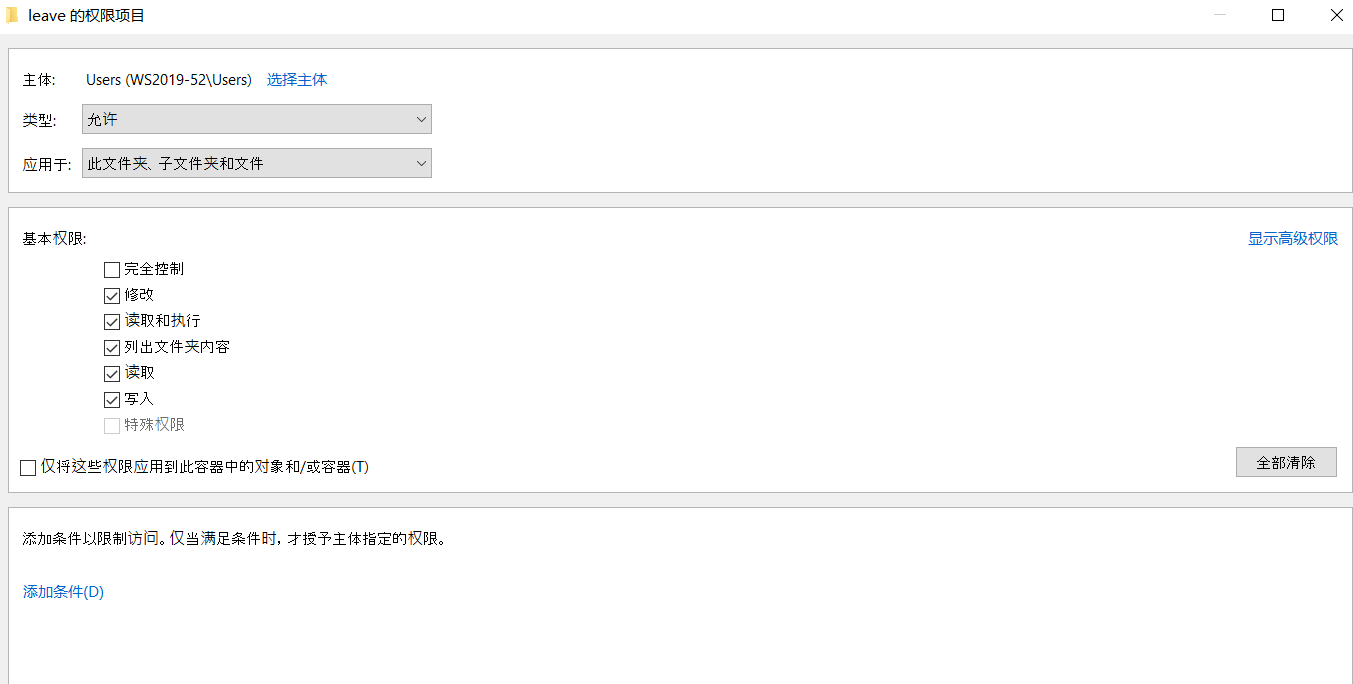 leave 的权限项目
主体: Users (WS2019-52\Users) 选择主体
类型: 允许
应用于: 此文件夹、子文件夹和文件
基本权限: 显示高级权限
完全控制
修改
读取和执行
列出文件夹内容
读取
写入
特殊权限
仅将这些权限应用到此容器中的对象和/或容器(T)
全部清除
添加条件以限制访问。仅当满足条件时，才授予主体指定的权限。
添加条件(D)